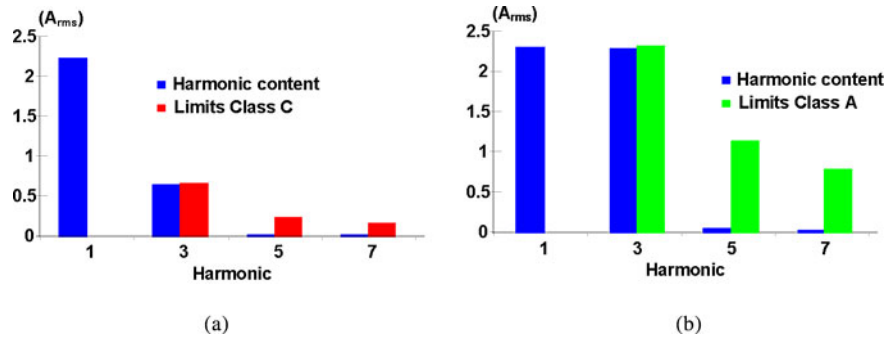 (Arms)
2.5
2
1.5
1
0.5
0
Harmonic content
Limits Class C
1 3 5 7
Harmonic
(a)
(Arms)
2.5
2
1.5
1
0.5
0
Harmonic content
Limits Class A
1 3 5 7
Harmonic
(b)